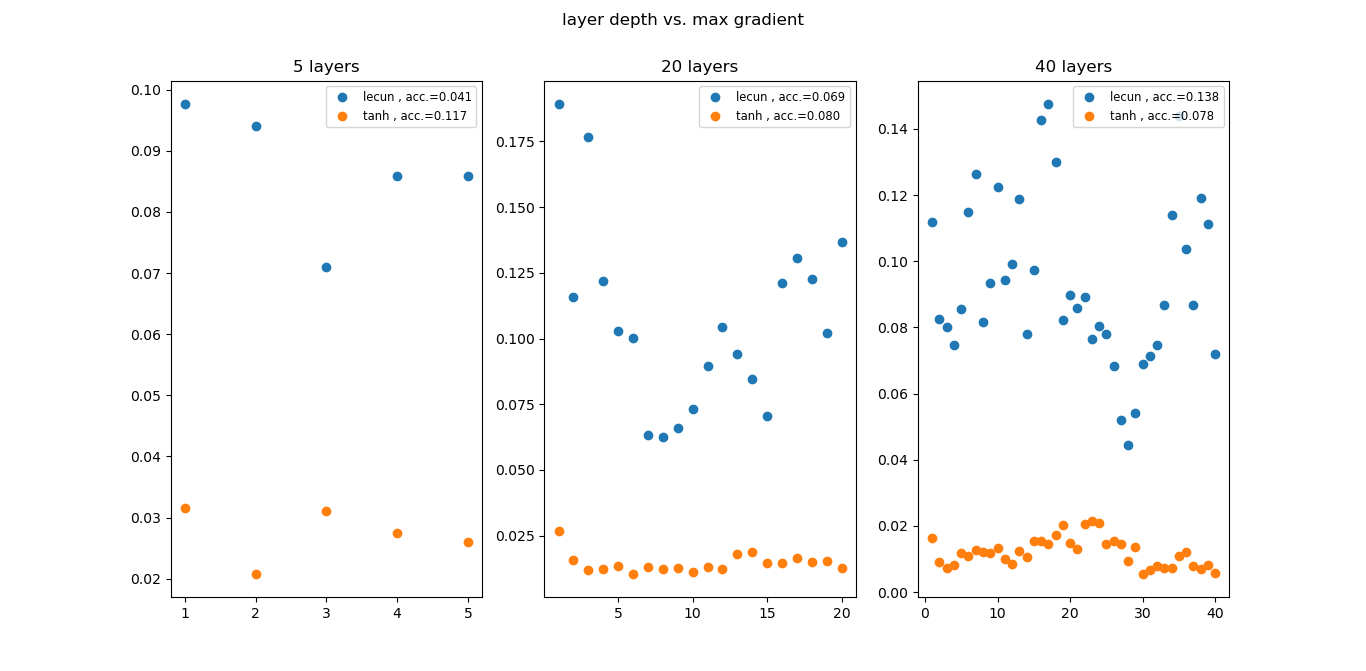 layer depth vs. max gradient
5 layers
lecun , acc.=0.041
tanh , acc.=0.117
0.10
0.09
0.08
0.07
0.06
0.05
0.04
0.03
0.02
1 2 3 4 5
20 layers
lecun , acc.=0.069
tanh , acc.=0.080
0.175
0.150
0.125
0.100
0.075
0.050
0.025
5 10 15 20
40 layers
lecun , acc.=0.138
tanh , acc.=0.078
0.14
0.12
0.10
0.08
0.06
0.04
0.02
0.00
0 10 20 30 40